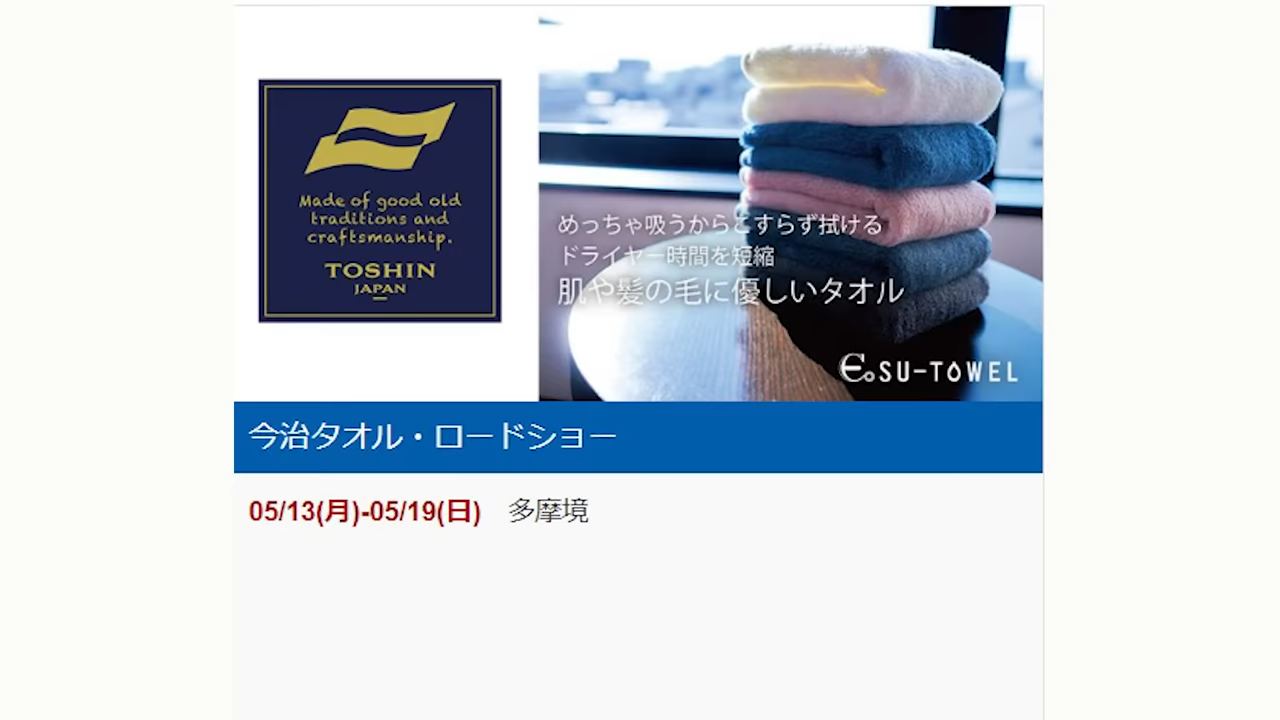 Made of good old
traditions and
craftsmanship.
TOSHIN
JAPAN
めっちゃ吸うからこすらず拭ける
ドライヤー時間を短縮
肌や髪の毛に優しいタオル
E.SU-TOWEL
今治タオル・ロードショー
05/13(月)-05/19(日) 多摩境